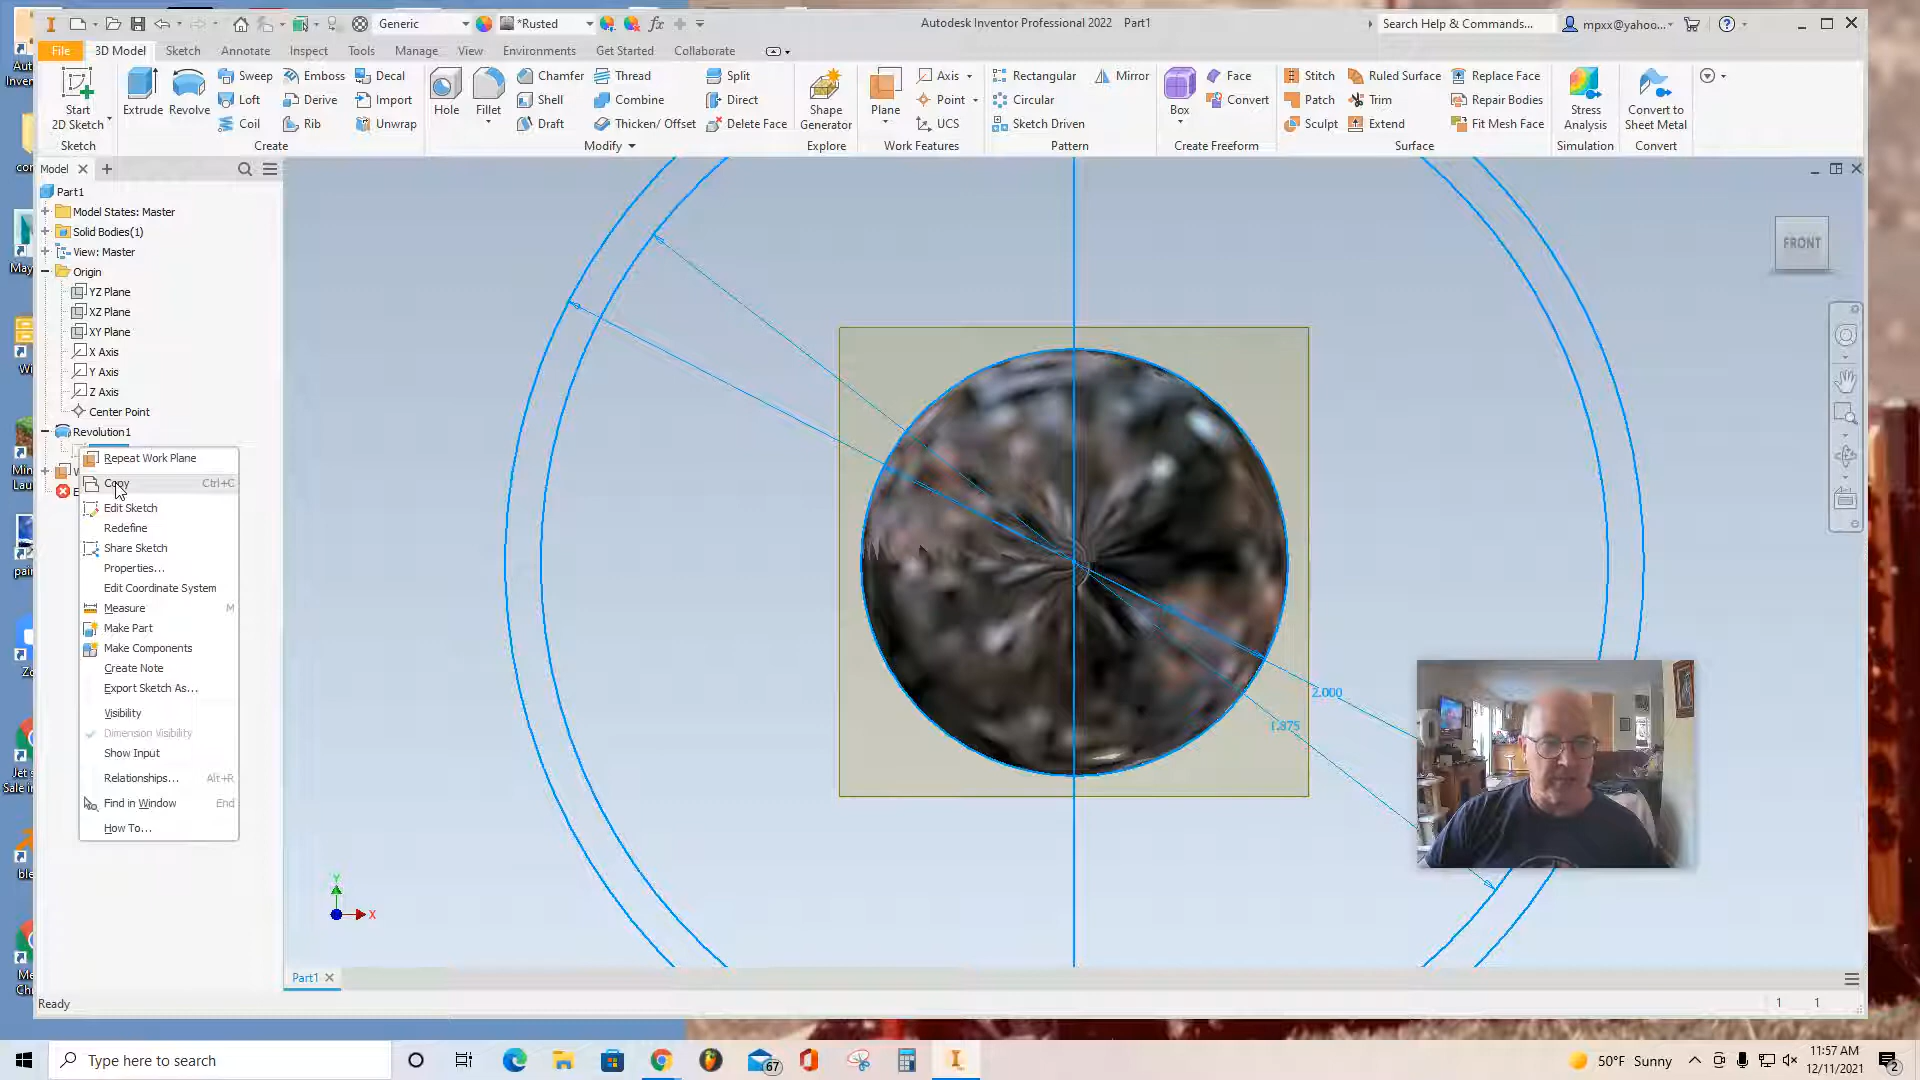 Generic
*Rusted
Autodesk Inventor Professional 2022 Part1
Search Help & Commands...
mpxx@yahoo...
File
3D Model
Sketch
Annotate
Inspect
Tools
Manage
View
Environments
Get Started
Collaborate
Start
2D Sketch
Sketch
Extrude
Revolve
Sweep
Emboss
Decal
Loft
Derive
Import
Coil
Rib
Unwrap
Create
Hole
Fillet
Chamfer
Thread
Split
Shell
Combine
Direct
Draft
Thicken/ Offset
Delete Face
Modify
Shape
Generator
Explore
Plane
Axis
Point
UCS
Work Features
Rectangular
Mirror
Circular
Sketch Driven
Pattern
Box
Face
Convert
Create Freeform
Stitch
Ruled Surface
Replace Face
Patch
Trim
Repair Bodies
Sculpt
Extend
Fit Mesh Face
Surface
Stress
Analysis
Simulation
Convert to
Sheet Metal
Convert
Model
Part1
Model States: Master
Solid Bodies(1)
View: Master
Origin
YZ Plane
XZ Plane
XY Plane
X Axis
Y Axis
Z Axis
Center Point
Revolution1
Repeat Work Plane
Copy Ctrl+C
Edit Sketch
Redefine
Share Sketch
Properties...
Edit Coordinate System
Measure M
Make Part
Make Components
Create Note
Export Sketch As...
Visibility
Dimension Visibility
Show Input
Relationships... Alt+R
Find in Window End
How To...
FRONT
2.000
1.875
Y
X
Part1
Ready
1 1
Type here to search
67
50°F Sunny
11:57 AM
12/11/2021
2